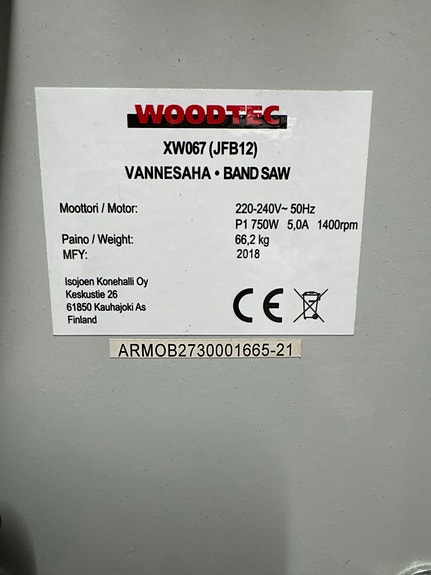 WOODTEC
XW067 (JFB12)
VANNESAHA • BAND SAW
Moottori / Motor: 220-240V~ 50Hz
P1 750W 5,0A 1400rpm
Paino / Weight: 66,2 kg
MFY: 2018
Isojoen Konehalli Oy
Keskustie 26
61850 Kauhajoki As
Finland
CE
ARMOB2730001665-21